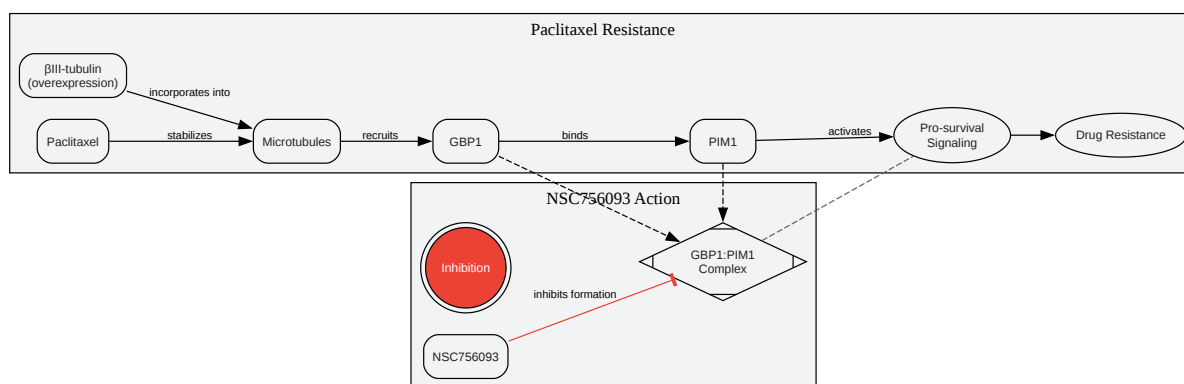 Paclitaxel Resistance
βIII-tubulin
(overexpression)
incorporates into
Paclitaxel
stabilizes
Microtubules
recruits
GBP1
binds
PIM1
activates
Pro-survival
Signaling
Drug Resistance
NSC756093 Action
Inhibition
GBP1:PIM1
Complex
inhibits formation
NSC756093